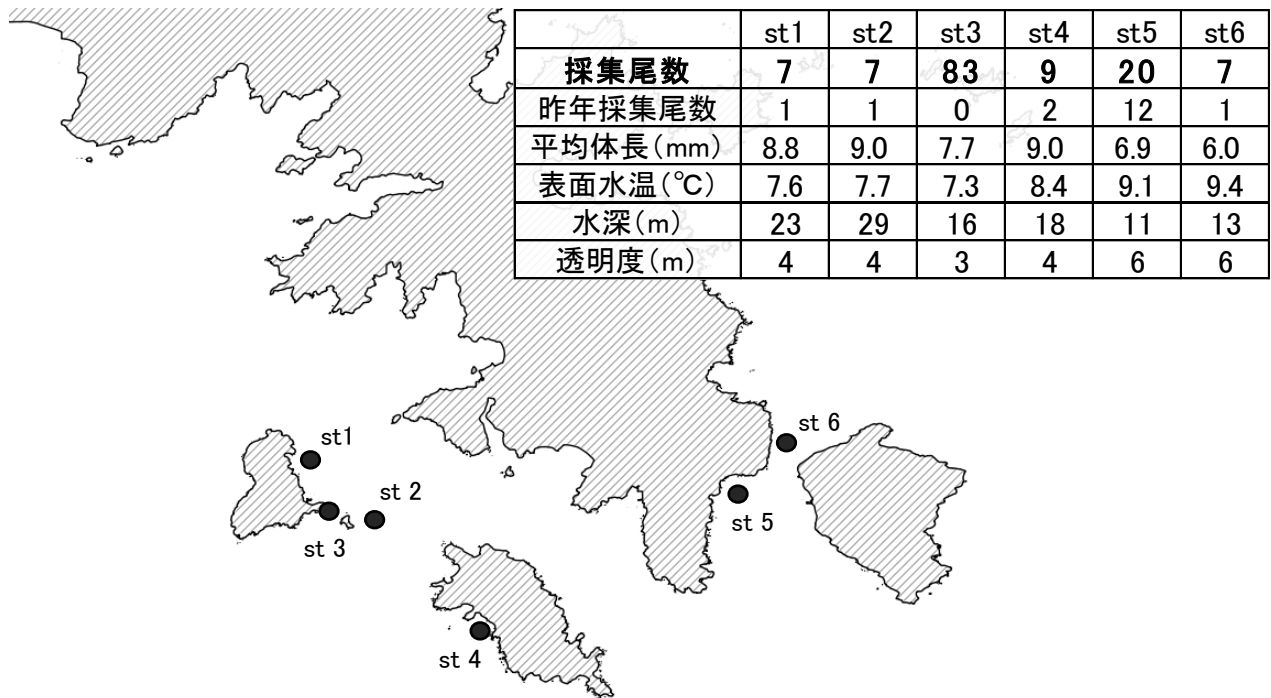 st1 st2 st3 st4 st5 st6
採集尾数 7 7 83 9 20 7
昨年採集尾数 1 1 0 2 12 1
平均体長(mm) 8.8 9.0 7.7 9.0 6.9 6.0
表面水温(℃) 7.6 7.7 7.3 8.4 9.1 9.4
水深(m) 23 29 16 18 11 13
透明度(m) 4 4 3 4 6 6
st 6
st1
st 2
st 5
st 3
st 4